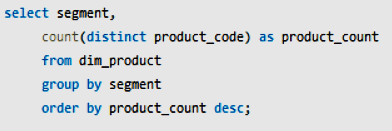 select segment,
count(distinct product_code) as product_count
from dim_product
group by segment
order by product_count desc;